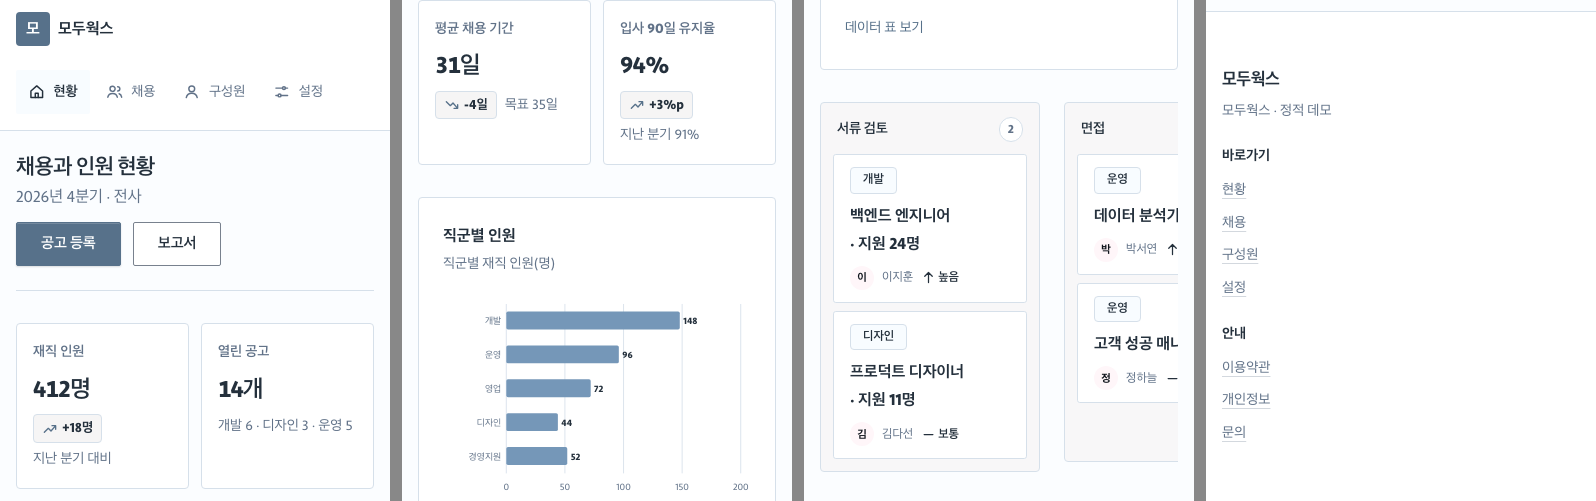 모 모두웍스
현황 채용 구성원 설정
채용과 인원 현황
2026년 4분기 · 전사
공고 등록 보고서
재직 인원
412명
+18명
지난 분기 대비
열린 공고
14개
개발 6 · 디자인 3 · 운영 5
평균 채용 기간
31일
-4일 목표 35일
입사 90일 유지율
94%
+3%p
지난 분기 91%
직군별 인원
직군별 재직 인원(명)
개발 148
운영 96
영업 72
디자인 44
경영지원 52
0 50 100 150 200
데이터 표 보기
서류 검토 2
개발
백엔드 엔지니어
· 지원 24명
이 이지훈 ↑ 높음
디자인
프로덕트 디자이너
· 지원 11명
김 김다선 — 보통
면접
운영
데이터 분석가
박 박서연 ↑
운영
고객 성공 매니
정 정하늘 —
모두웍스
모두웍스 · 정적 데모
바로가기
현황
채용
구성원
설정
안내
이용약관
개인정보
문의